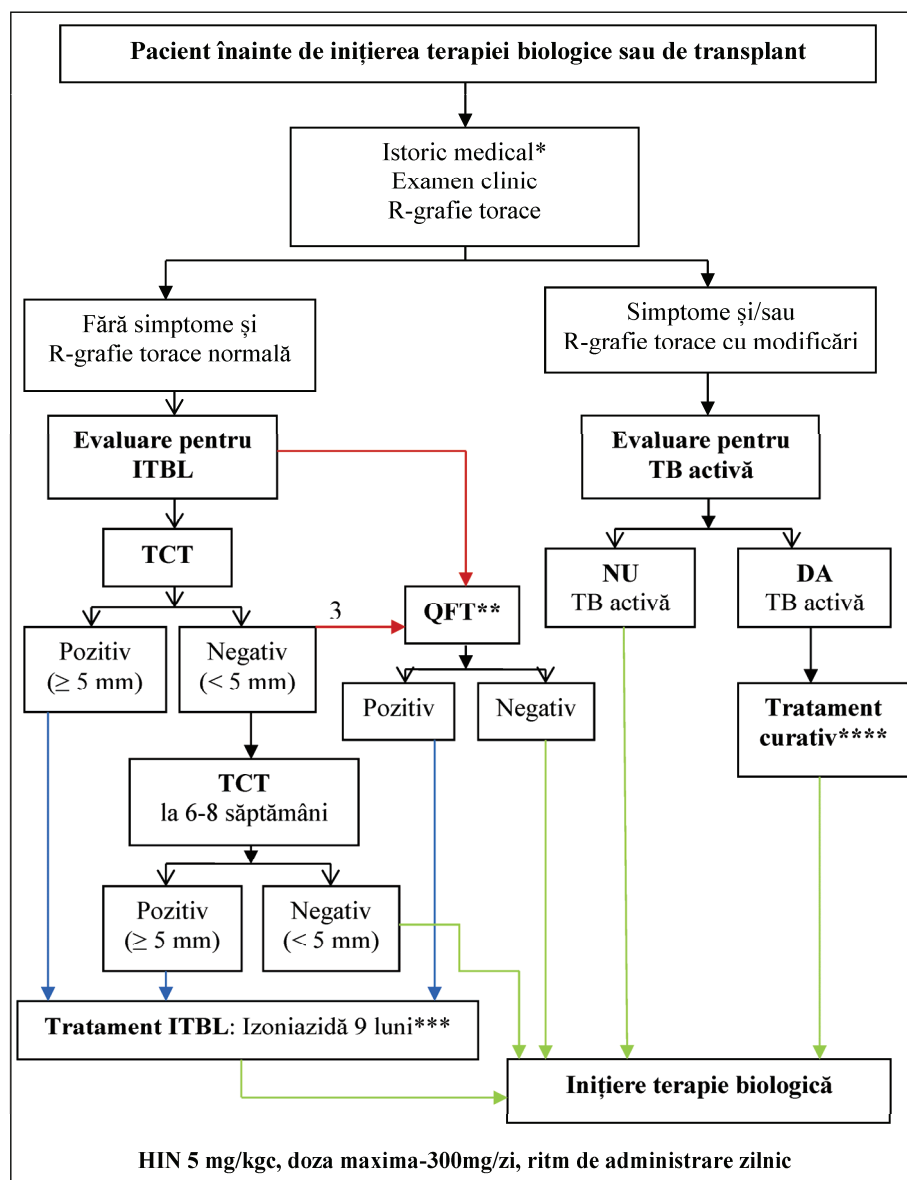 Pacient înainte de inițierea terapiei biologice sau de transplant
Istoric medical*
Examen clinic
R-grafie torace
Fără simptome și
R-grafie torace normală
Simptome și/sau
R-grafie torace cu modificări
Evaluare pentru
ITBL
Evaluare pentru
TB activă
TCT
NU
TB activă
DA
TB activă
3
QFT**
Pozitiv
(≥ 5 mm)
Negativ
(< 5 mm)
Pozitiv
Negativ
Tratament
curativ****
TCT
la 6-8 săptămâni
Pozitiv
(≥ 5 mm)
Negativ
(< 5 mm)
Tratament ITBL: Izoniazidă 9 luni***
Inițiere terapie biologică
HIN 5 mg/kgc, doza maxima-300mg/zi, ritm de administrare zilnic